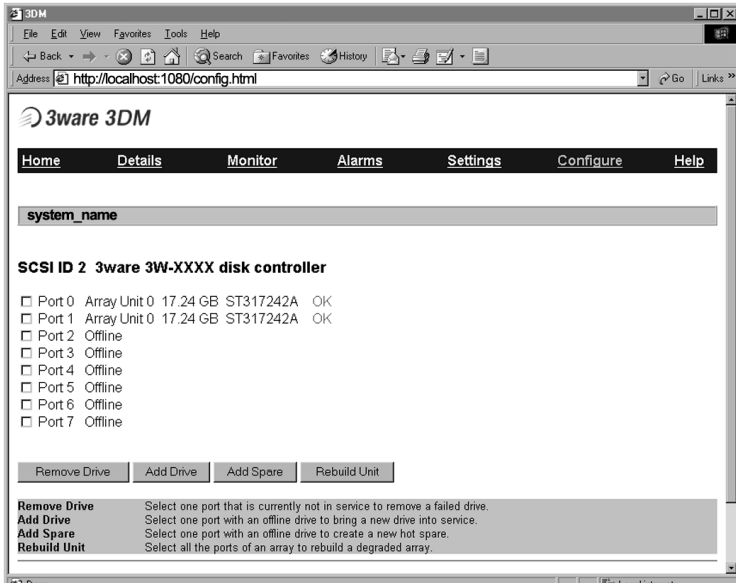 3DM
File Edit View Favorites Tools Help
Back Search Favorites History
Address http://localhost:1080/config.html Go Links »
3ware 3DM
Home Details Monitor Alarms Settings Configure Help
system_name
SCSI ID 2 3ware 3W-XXXX disk controller
Port 0 Array Unit 0 17.24 GB ST317242A OK
Port 1 Array Unit 0 17.24 GB ST317242A OK
Port 2 Offline
Port 3 Offline
Port 4 Offline
Port 5 Offline
Port 6 Offline
Port 7 Offline
Remove Drive Add Drive Add Spare Rebuild Unit
Remove Drive Select one port that is currently not in service to remove a failed drive.
Add Drive Select one port with an offline drive to bring a new drive into service.
Add Spare Select one port with an offline drive to create a new hot spare.
Rebuild Unit Select all the ports of an array to rebuild a degraded array.